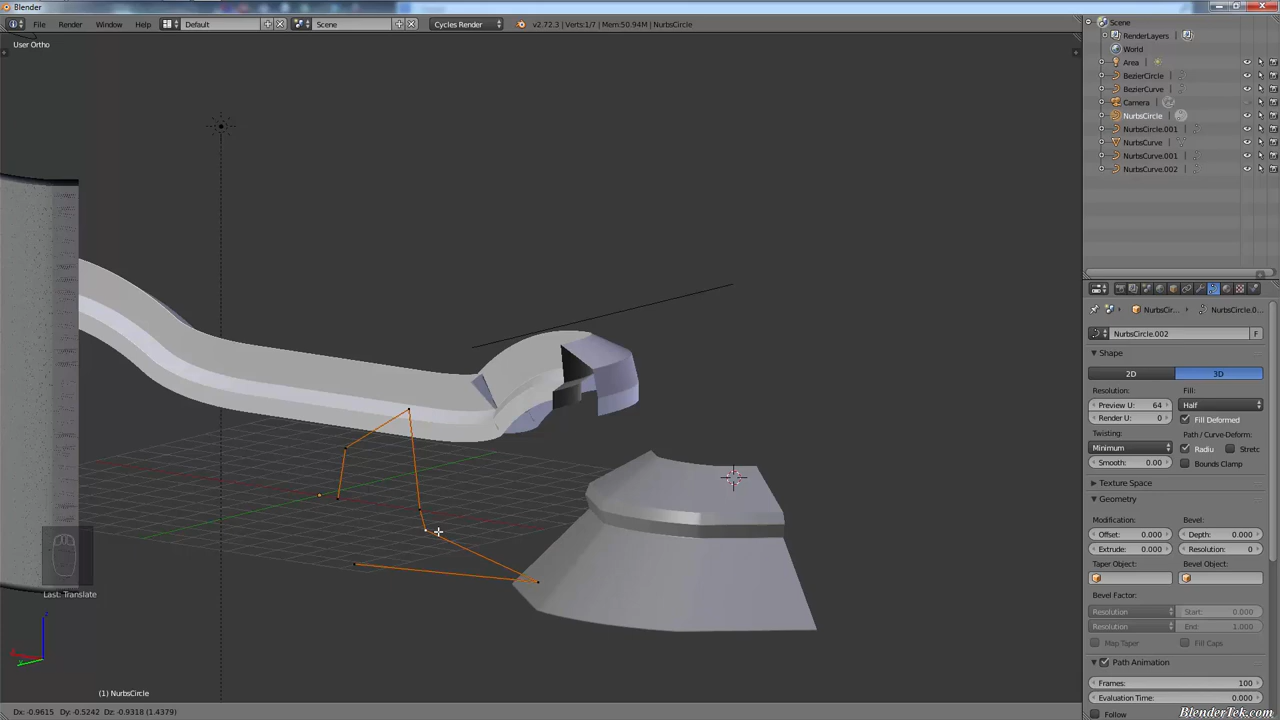 Blender
File Render Window Help Default Scene Cycles Render v2.72.3 | Verts:1/7 | Mem:50.94M | NurbsCircle
User Ortho
Scene
RenderLayers
World
Area
BezierCircle
BezierCurve
Camera
NurbsCircle
NurbsCircle.001
NurbsCurve
NurbsCurve.001
NurbsCurve.002
NurbsCir... NurbsCircle.0...
NurbsCircle.002 F
Shape
2D 3D
Resolution: Fill:
Preview U: 64 Half
Render U: 0 Fill Deformed
Twisting: Path / Curve-Deform:
Minimum Radiu Stretc
Smooth: 0.00 Bounds Clamp
Texture Space
Geometry
Modification: Bevel:
Offset: 0.000 Depth: 0.000
Extrude: 0.000 Resolution: 0
Taper Object: Bevel Object:
Bevel Factor:
Resolution Start: 0.000
Resolution End: 1.000
Map Taper Fill Caps
Path Animation
Frames: 100
Evaluation Time: 0.000
Follow
Last: Translate
z
(1) NurbsCircle
Dx: -0.9615 Dy: -0.5242 Dz: -0.9318 (1.4379)
BlenderTek.com